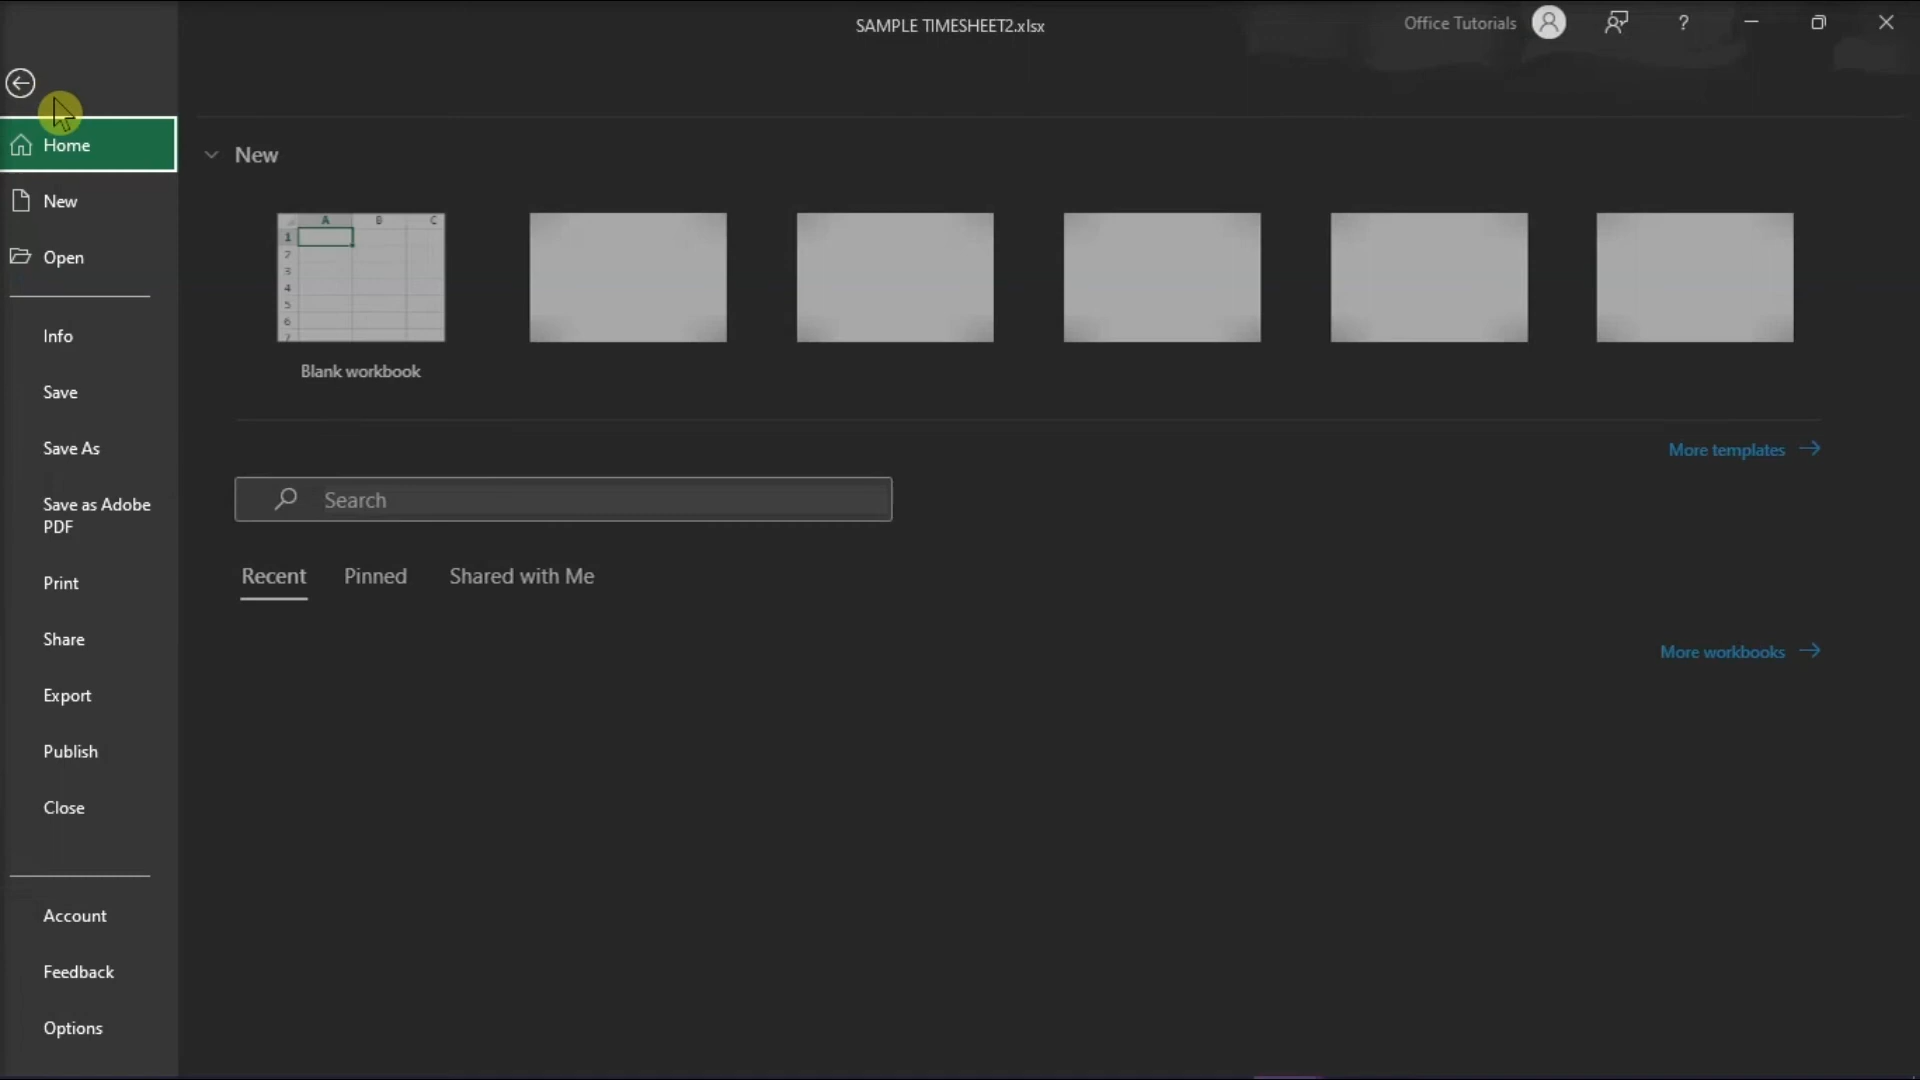 SAMPLE TIMESHEET2.xlsx
Office Tutorials
?
Home
New
Open
Info
Save
Save As
Save as Adobe
PDF
Print
Share
Export
Publish
Close
Account
Feedback
Options
New
A B C
1
2
3
4
5
6
7
Blank workbook
More templates
Search
Recent Pinned Shared with Me
More workbooks